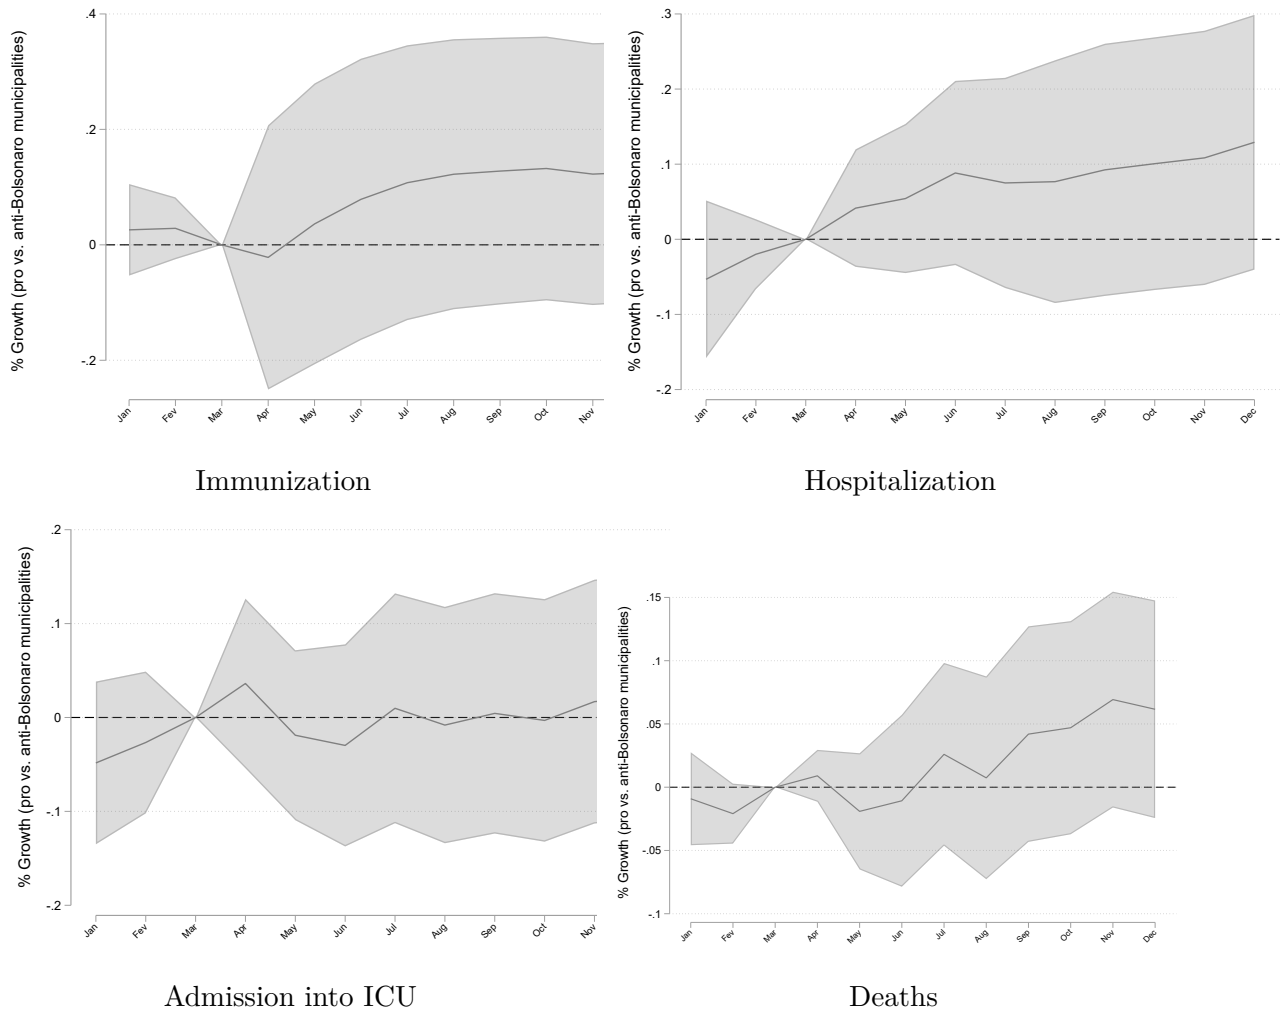 % Growth (pro vs. anti-Bolsonaro municipalities)
.4
.2
0
-.2
Jan Fev Mar Apr May Jun Jul Aug Sep Oct Nov
Immunization
% Growth (pro vs. anti-Bolsonaro municipalities)
.3
.2
.1
0
-.1
-.2
Jan Fev Mar Apr May Jun Jul Aug Sep Oct Nov Dec
Hospitalization
% Growth (pro vs. anti-Bolsonaro municipalities)
.2
.1
0
-.1
-.2
Jan Fev Mar Apr May Jun Jul Aug Sep Oct Nov
Admission into ICU
% Growth (pro vs. anti-Bolsonaro municipalities)
.15
.1
.05
0
-.05
-.1
Jan Fev Mar Apr May Jun Jul Aug Sep Oct Nov Dec
Deaths